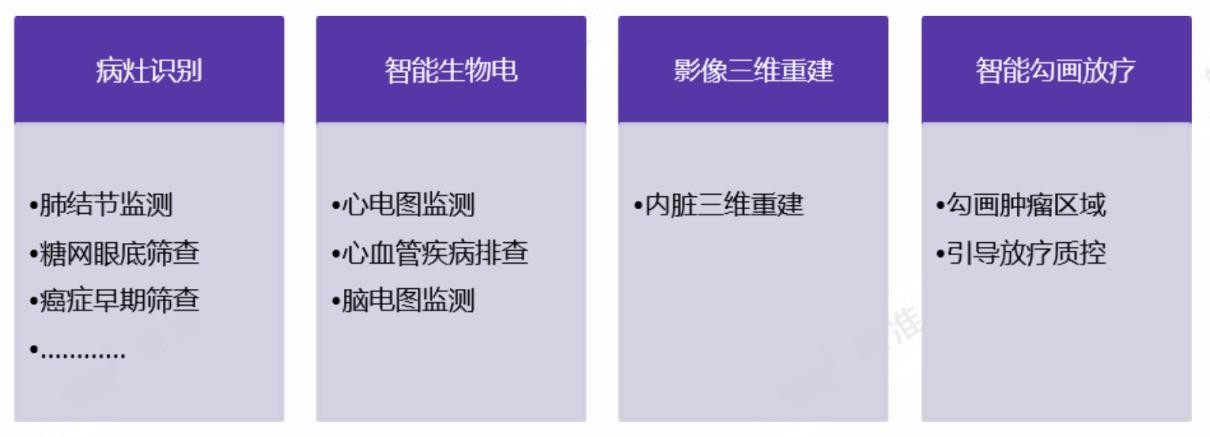 病灶识别
•肺结节监测
•糖网眼底筛查
•癌症早期筛查
•…………
智能生物电
•心电图监测
•心血管疾病排查
•脑电图监测
影像三维重建
•内脏三维重建
智能勾画放疗
•勾画肿瘤区域
•引导放疗质控